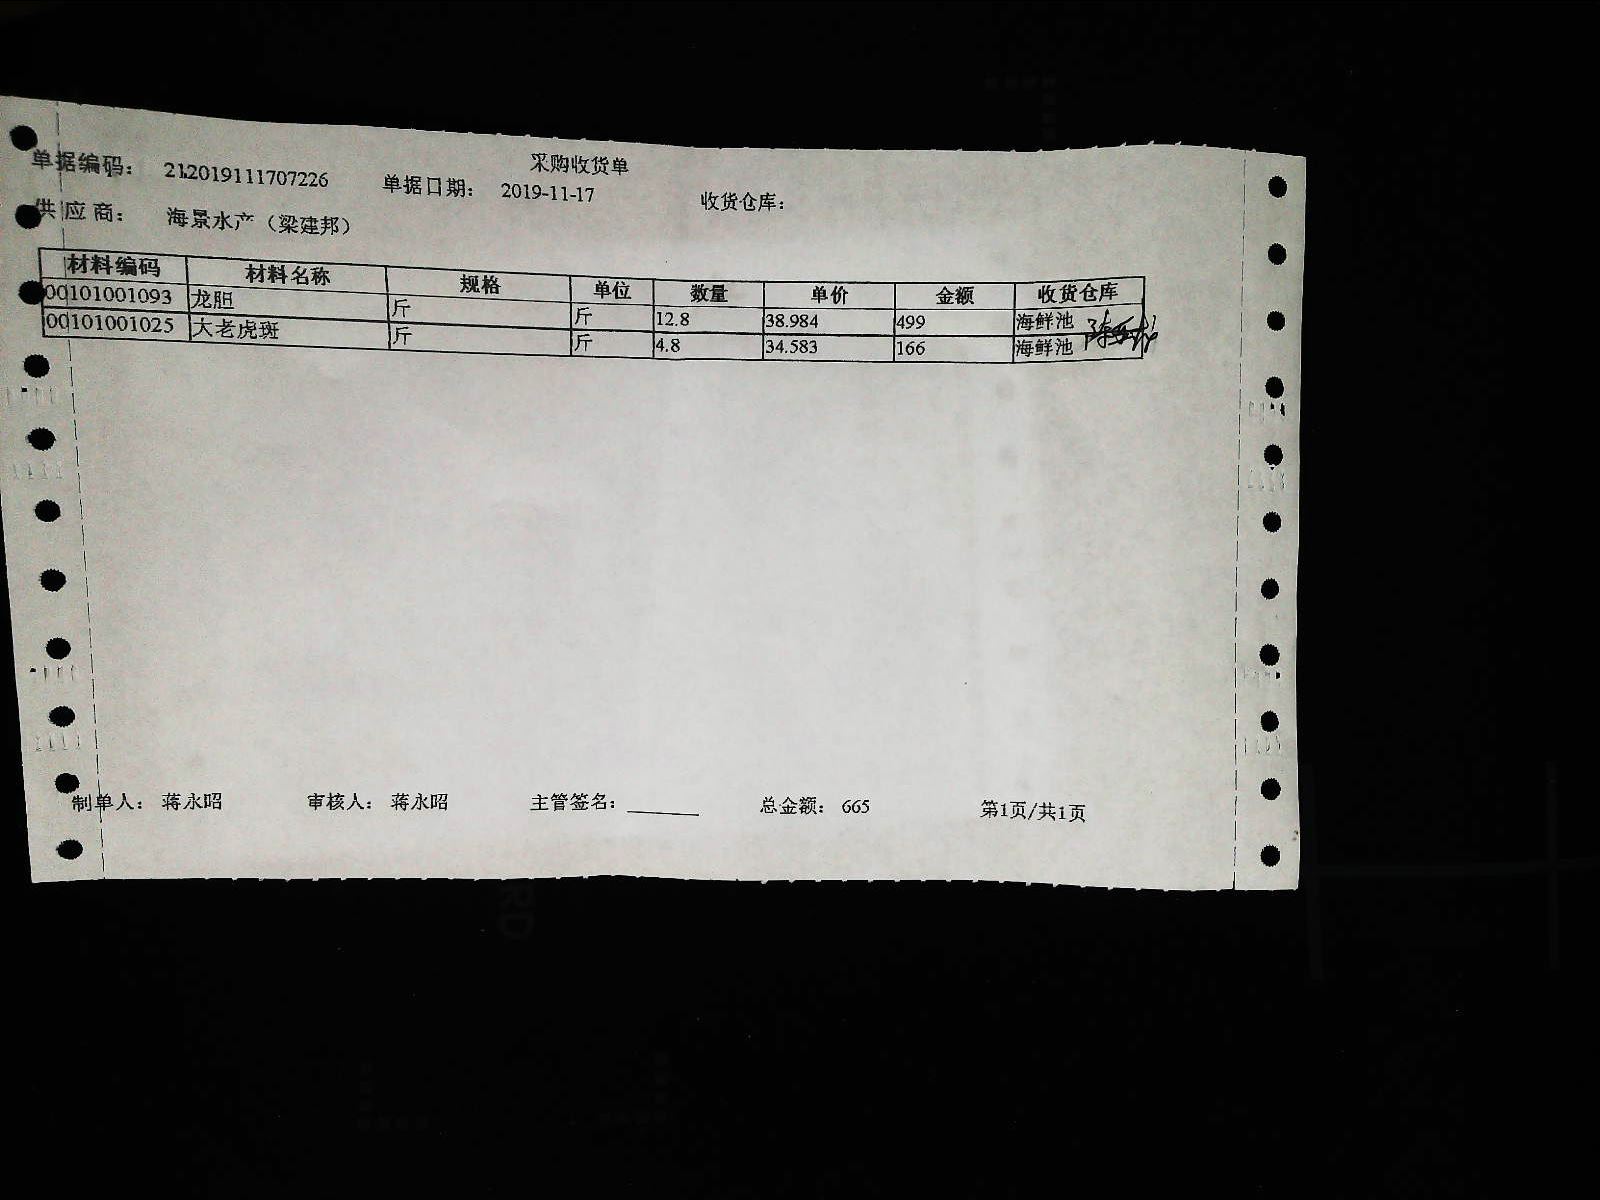 采购收货单
单据编码： 21.2019111707226 单据日期： 2019-11-17 收货仓库：
供应商： 海景水产（梁建邦）
材料编码 材料名称 规格 单位 数量 单价 金额 收货仓库
00101001093 龙胆 斤 斤 12.8 38.984 499 海鲜池
00101001025 大老虎斑 斤 斤 4.8 34.583 166 海鲜池
制单人： 蒋永昭 审核人： 蒋永昭 主管签名：______ 总金额： 665 第1页/共1页